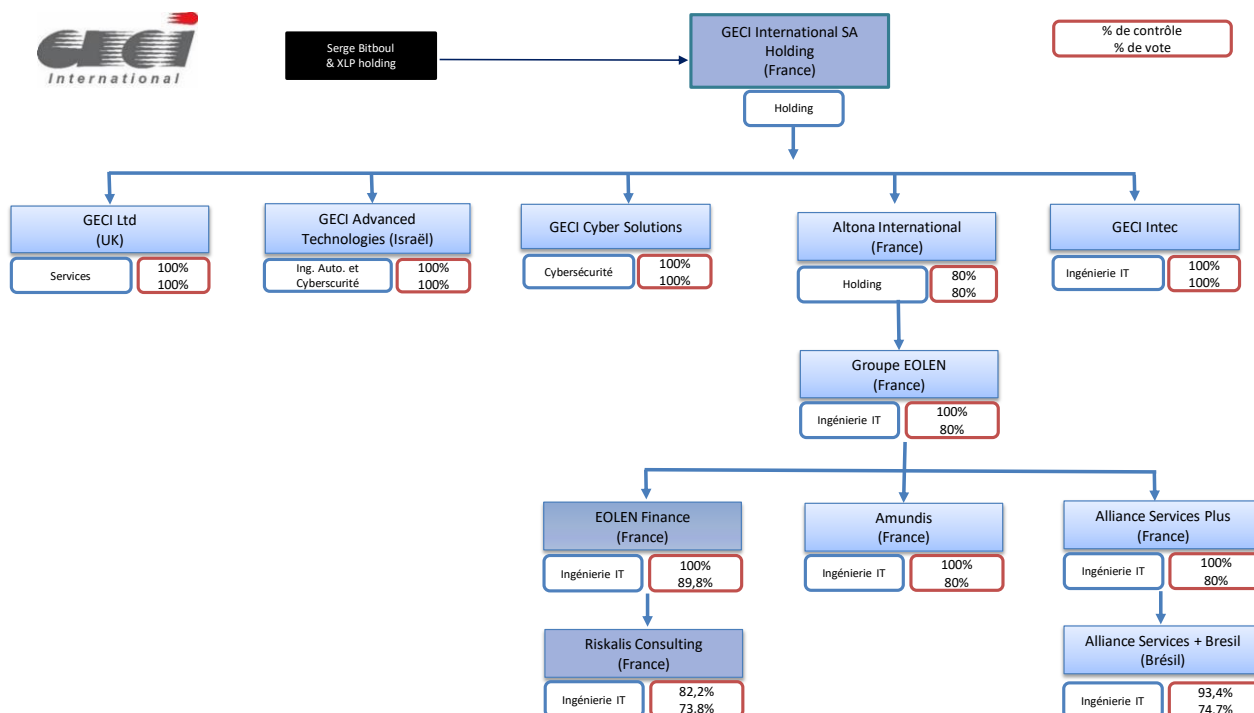 GECI
International
Serge Bitboul
& XLP holding
GECI International SA
Holding
(France)
% de contrôle
% de vote
Holding
GECI Ltd
(UK)
Services
100%
100%
GECI Advanced
Technologies (Israël)
Ing. Auto. et
Cyberscurité
100%
100%
GECI Cyber Solutions
Cybersécurité
100%
100%
Altona International
(France)
Holding
80%
80%
GECI Intec
Ingénierie IT
100%
100%
Groupe EOLEN
(France)
Ingénierie IT
100%
80%
EOLEN Finance
(France)
Ingénierie IT
100%
89,8%
Amundis
(France)
Ingénierie IT
100%
80%
Alliance Services Plus
(France)
Ingénierie IT
100%
80%
Riskalis Consulting
(France)
Ingénierie IT
82,2%
73,8%
Alliance Services + Bresil
(Brésil)
Ingénierie IT
93,4%
74,7%